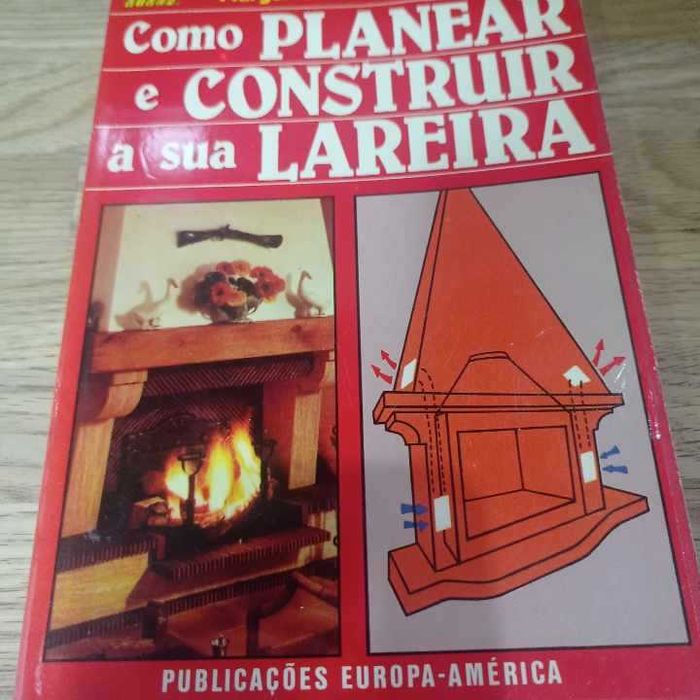 Como PLANEAR
e CONSTRUIR
a sua LAREIRA
PUBLICAÇÕES EUROPA-AMÉRICA